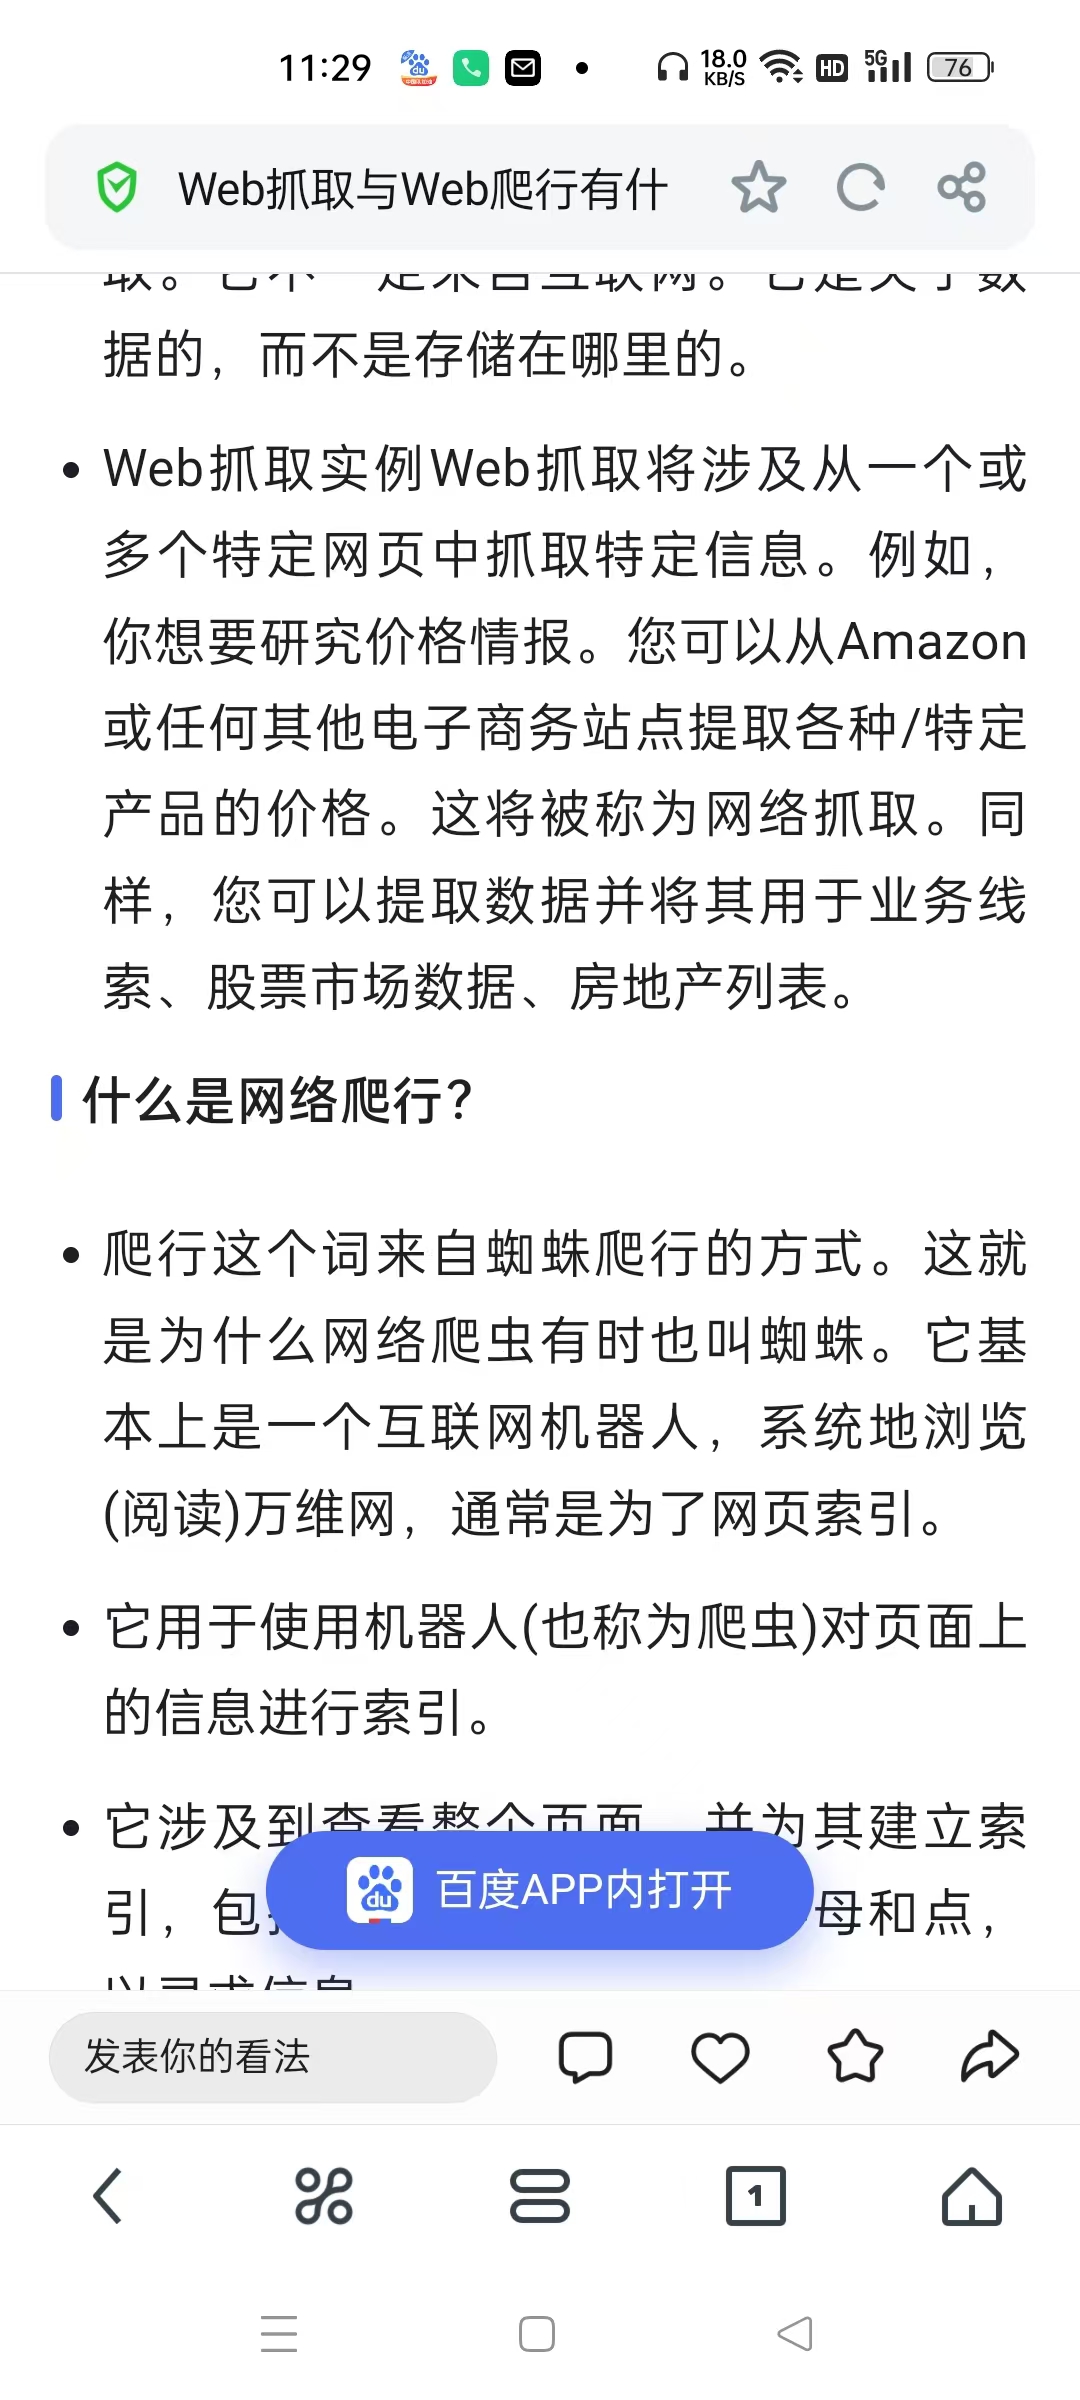 11:29
18.0
KB/S
HD
5G
76
Web抓取与Web爬行有什
据的，而不是存储在哪里的。
Web抓取实例Web抓取将涉及从一个或
多个特定网页中抓取特定信息。例如，
你想要研究价格情报。您可以从Amazon
或任何其他电子商务站点提取各种/特定
产品的价格。这将被称为网络抓取。同
样，您可以提取数据并将其用于业务线
索、股票市场数据、房地产列表。
什么是网络爬行?
爬行这个词来自蜘蛛爬行的方式。这就
是为什么网络爬虫有时也叫蜘蛛。它基
本上是一个互联网机器人，系统地浏览
(阅读)万维网，通常是为了网页索引。
它用于使用机器人(也称为爬虫)对页面上
的信息进行索引。
它涉及到查看整个页面，并为其建立索
引，包 母和点，
du 百度APP内打开
发表你的看法
1